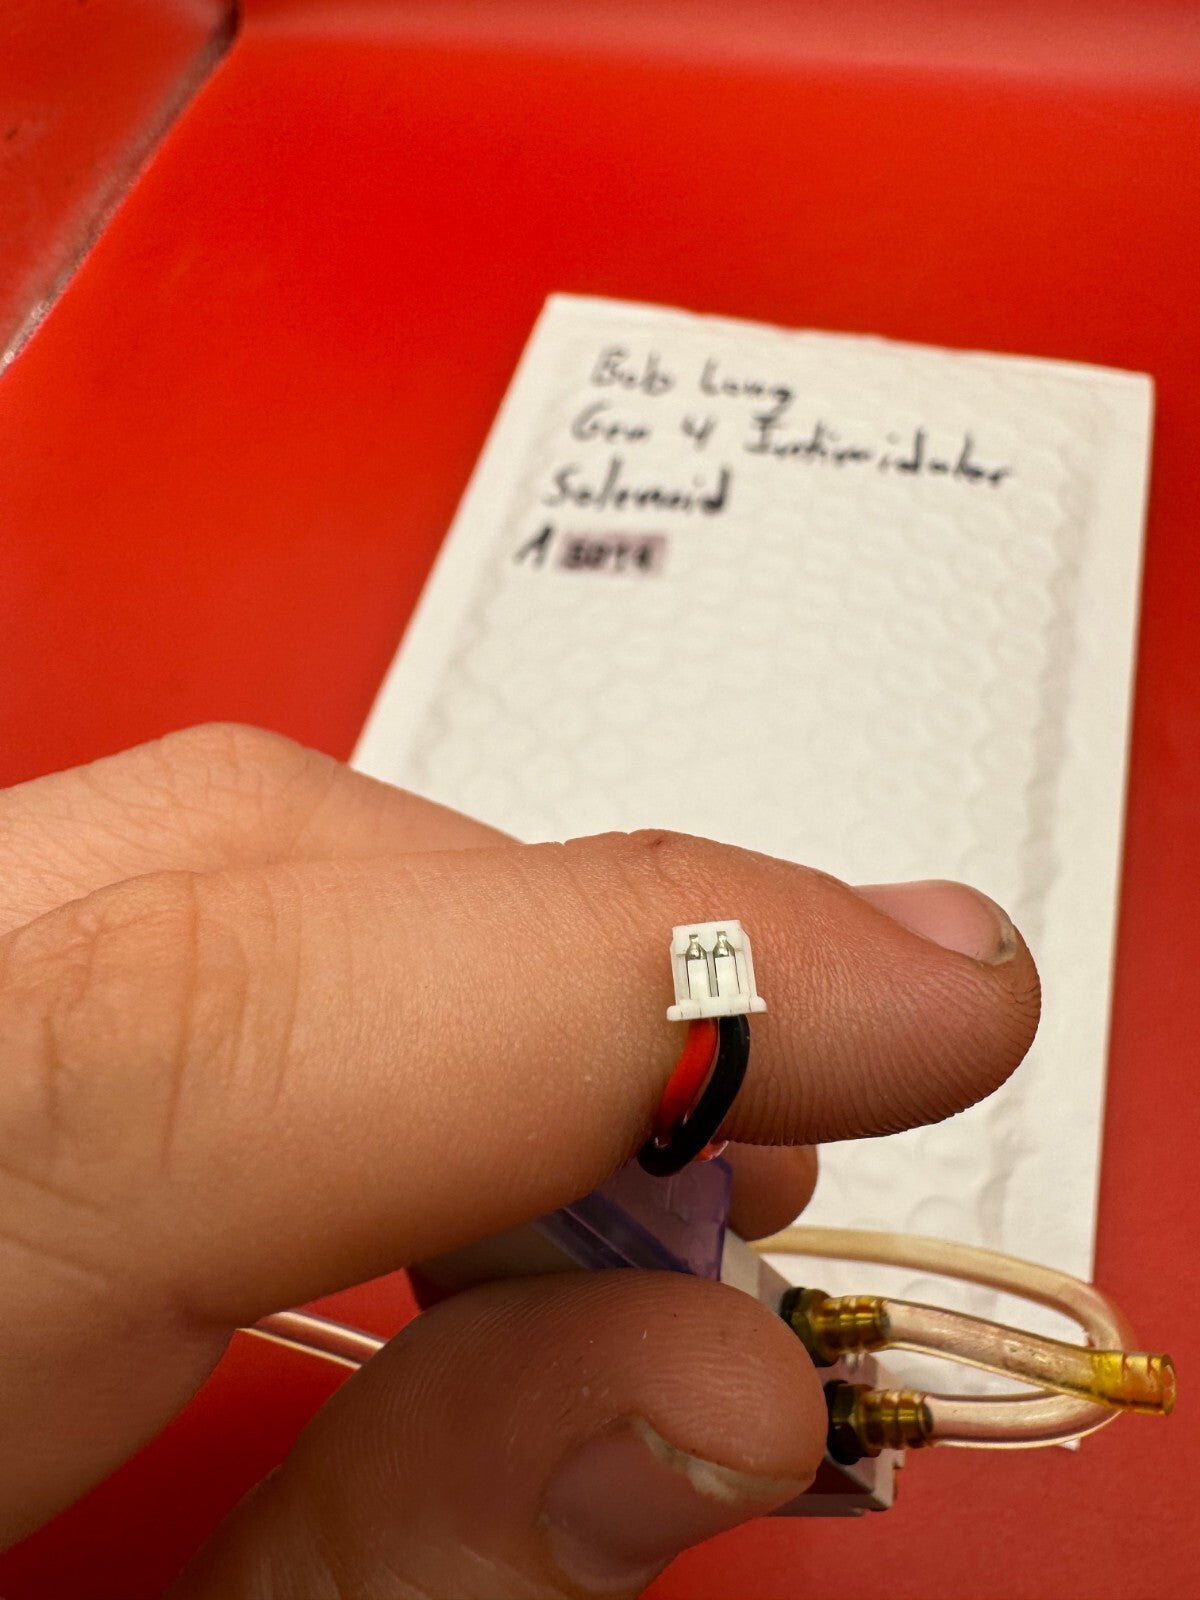 Bob Long
Gen 4 Intimidator
Solenoid
1